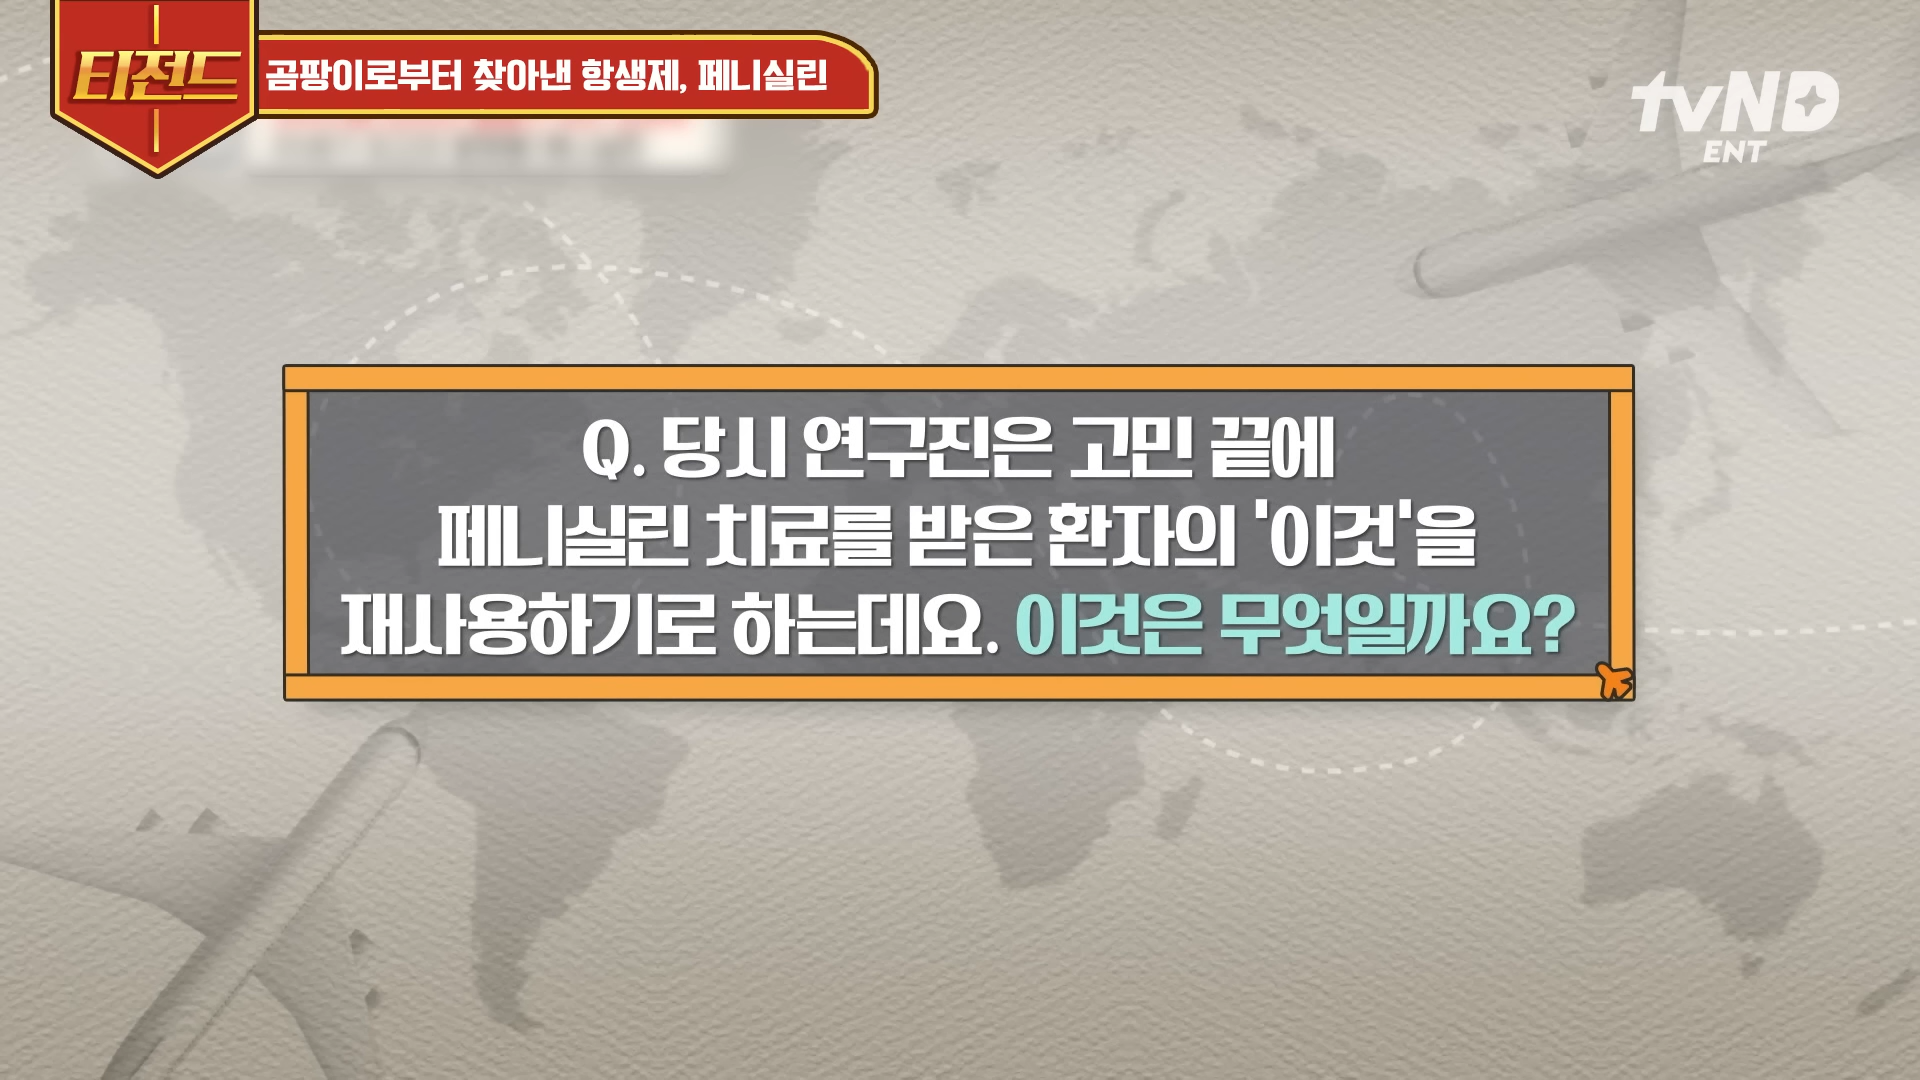 티전드
곰팡이로부터 찾아낸 항생제, 페니실린
tvND
ENT
Q. 당시 연구진은 고민 끝에
페니실린 치료를 받은 환자의 '이것'을
재사용하기로 하는데요. 이것은 무엇일까요?